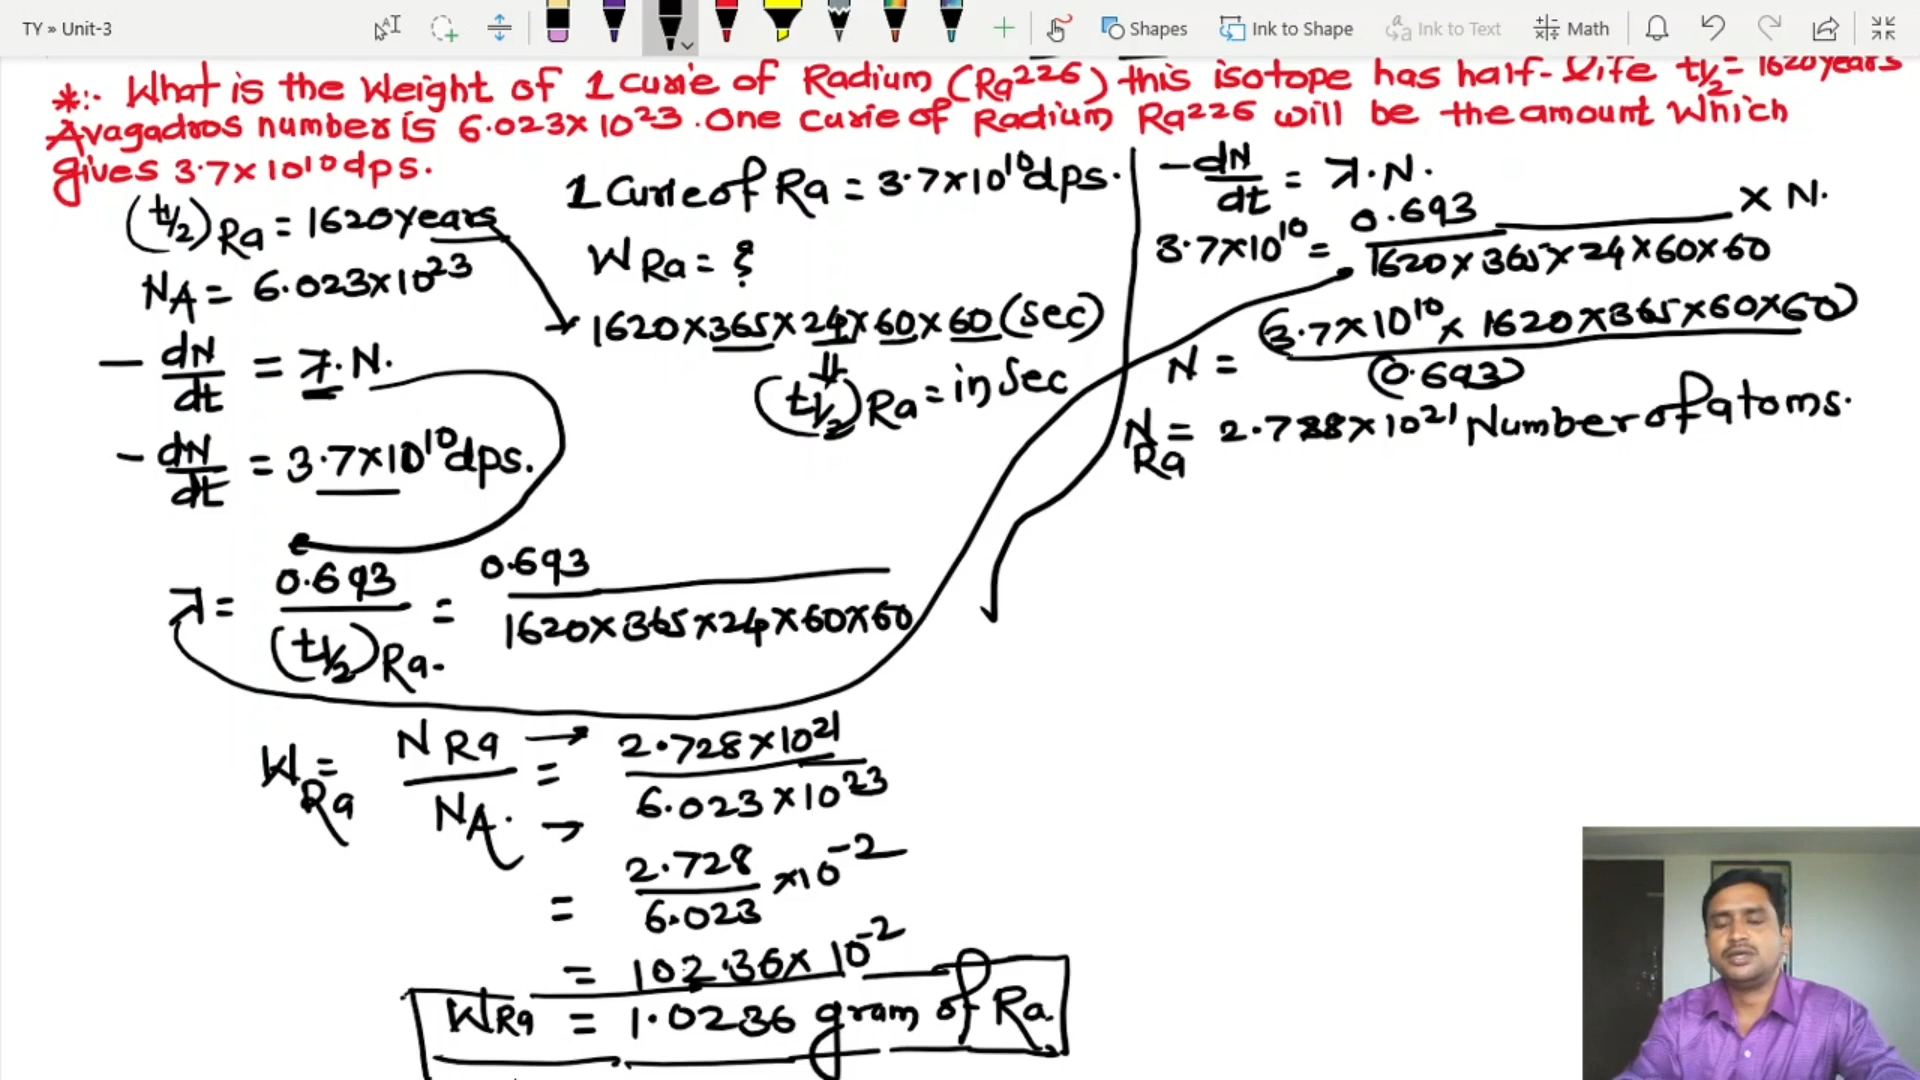 TY » Unit-3
Shapes
Ink to Shape
Ink to Text
Math
*:- What is the Weight of 1 curie of Radium (Ra226) this isotope has half-life t1/2 = 1620 years
Avagadros number is 6.023×10^23. One curie of Radium Ra226 will be the amount which
gives 3.7×10^10 dps.
(t1/2)Ra = 1620 years
NA = 6.023×10^23
-dN/dt = λ.N.
-dN/dt = 3.7×10^10 dps.
λ = 0.693/(t1/2)Ra. = 0.693/1620×365×24×60×60
1 Curie of Ra = 3.7×10^10 dps.
WRa = ?
1620×365×24×60×60 (sec)
(t1/2)Ra = in Sec
WRa = NRa/NA. = 2.728×10^21/6.023×10^23
= 2.728/6.023 ×10^-2
= 102.36×10^-2
WRa = 1.0236 gram of Ra
-dN/dt = λ.N.
3.7×10^10 = 0.693/1620×365×24×60×60 × N.
N = (3.7×10^10 × 1620×365×60×60)/(0.693)
NRa = 2.728×10^21 Number of atoms.